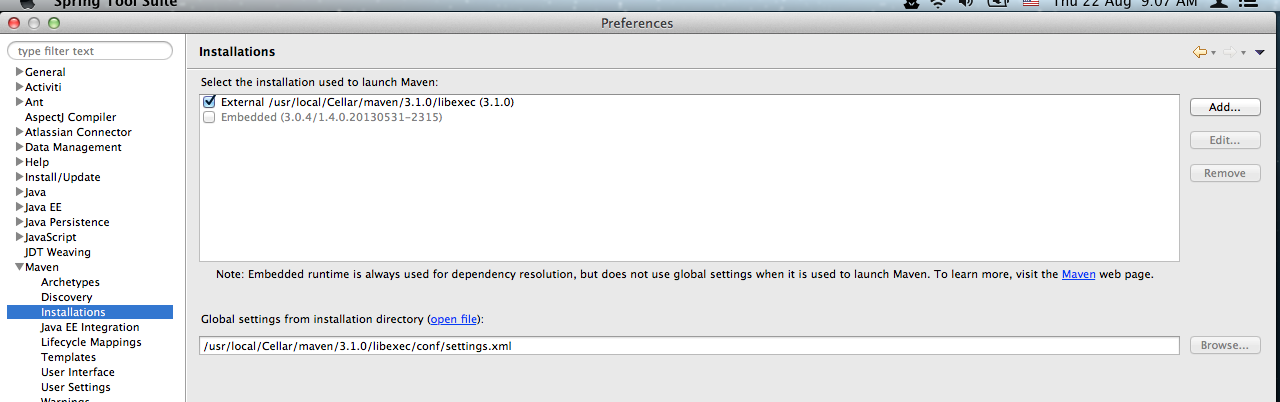 Spring Tool Suite
Thu 22 Aug 9:07 AM
Preferences
type filter text
General
Activiti
Ant
AspectJ Compiler
Atlassian Connector
Data Management
Help
Install/Update
Java
Java EE
Java Persistence
JavaScript
JDT Weaving
Maven
Archetypes
Discovery
Installations
Java EE Integration
Lifecycle Mappings
Templates
User Interface
User Settings
Warnings
Installations
Select the installation used to launch Maven:
External /usr/local/Cellar/maven/3.1.0/libexec (3.1.0)
Embedded (3.0.4/1.4.0.20130531-2315)
Add...
Edit...
Remove
Note: Embedded runtime is always used for dependency resolution, but does not use global settings when it is used to launch Maven. To learn more, visit the Maven web page.
Global settings from installation directory (open file):
/usr/local/Cellar/maven/3.1.0/libexec/conf/settings.xml
Browse...